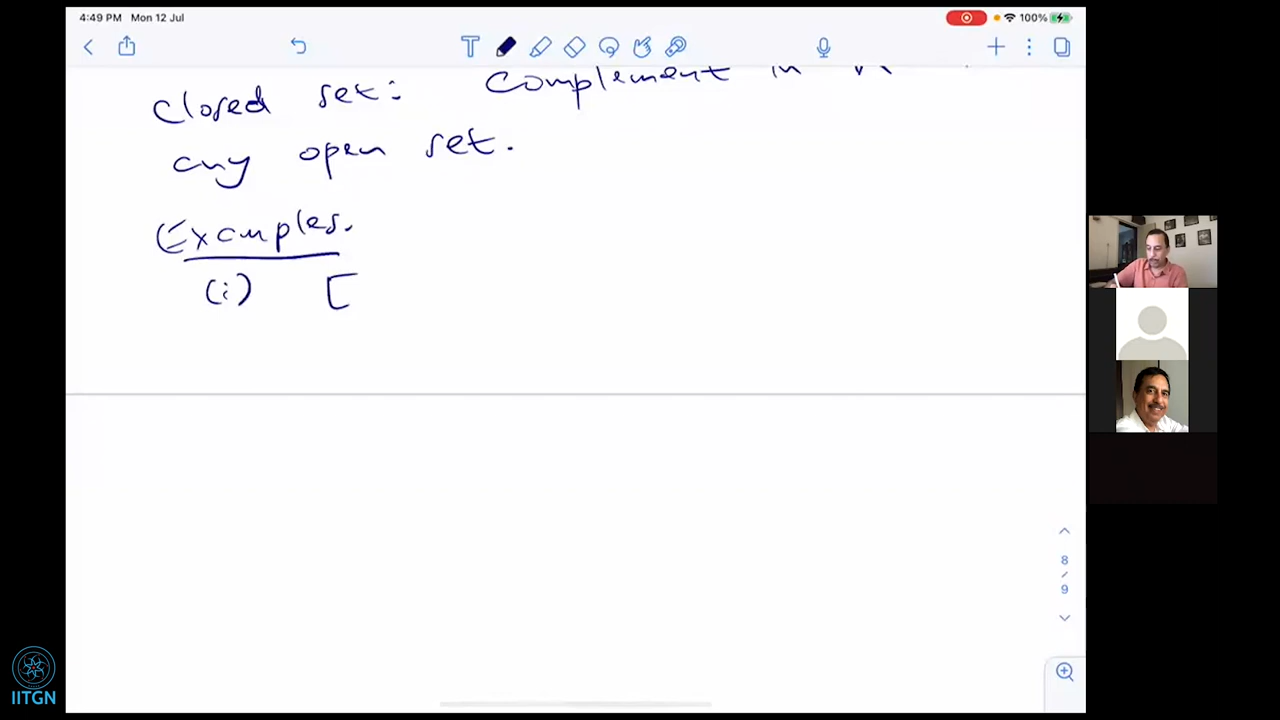 4:49 PM Mon 12 Jul
100%
Closed set: Complement in
any open set.
Examples.
(i) [
8
/
9
IITGN